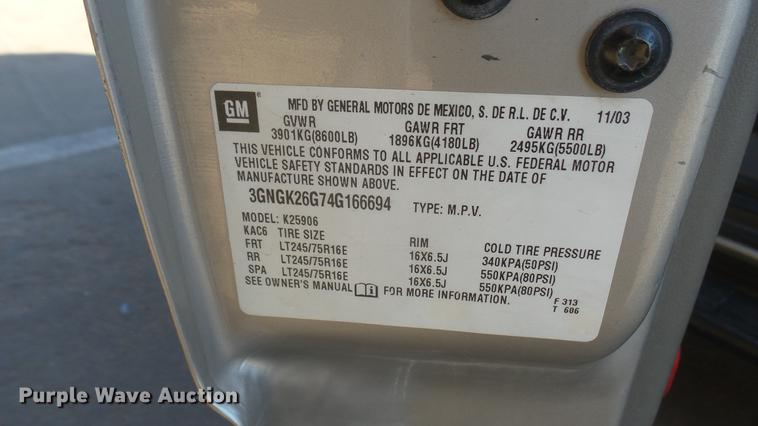 GM
MFD BY GENERAL MOTORS DE MEXICO, S. DE R.L. DE C.V. 11/03
GVWR GAWR FRT GAWR RR
3901KG(8600LB) 1896KG(4180LB) 2495KG(5500LB)
THIS VEHICLE CONFORMS TO ALL APPLICABLE U.S. FEDERAL MOTOR
VEHICLE SAFETY STANDARDS IN EFFECT ON THE DATE OF
MANUFACTURE SHOWN ABOVE.
3GNGK26G74G166694 TYPE: M.P.V.
MODEL: K25906
KAC6 TIRE SIZE RIM COLD TIRE PRESSURE
FRT LT245/75R16E 16X6.5J 340KPA(50PSI)
RR LT245/75R16E 16X6.5J 550KPA(80PSI)
SPA LT245/75R16E 16X6.5J 550KPA(80PSI)
SEE OWNER'S MANUAL FOR MORE INFORMATION.
F 313
T 606
Purple Wave Auction